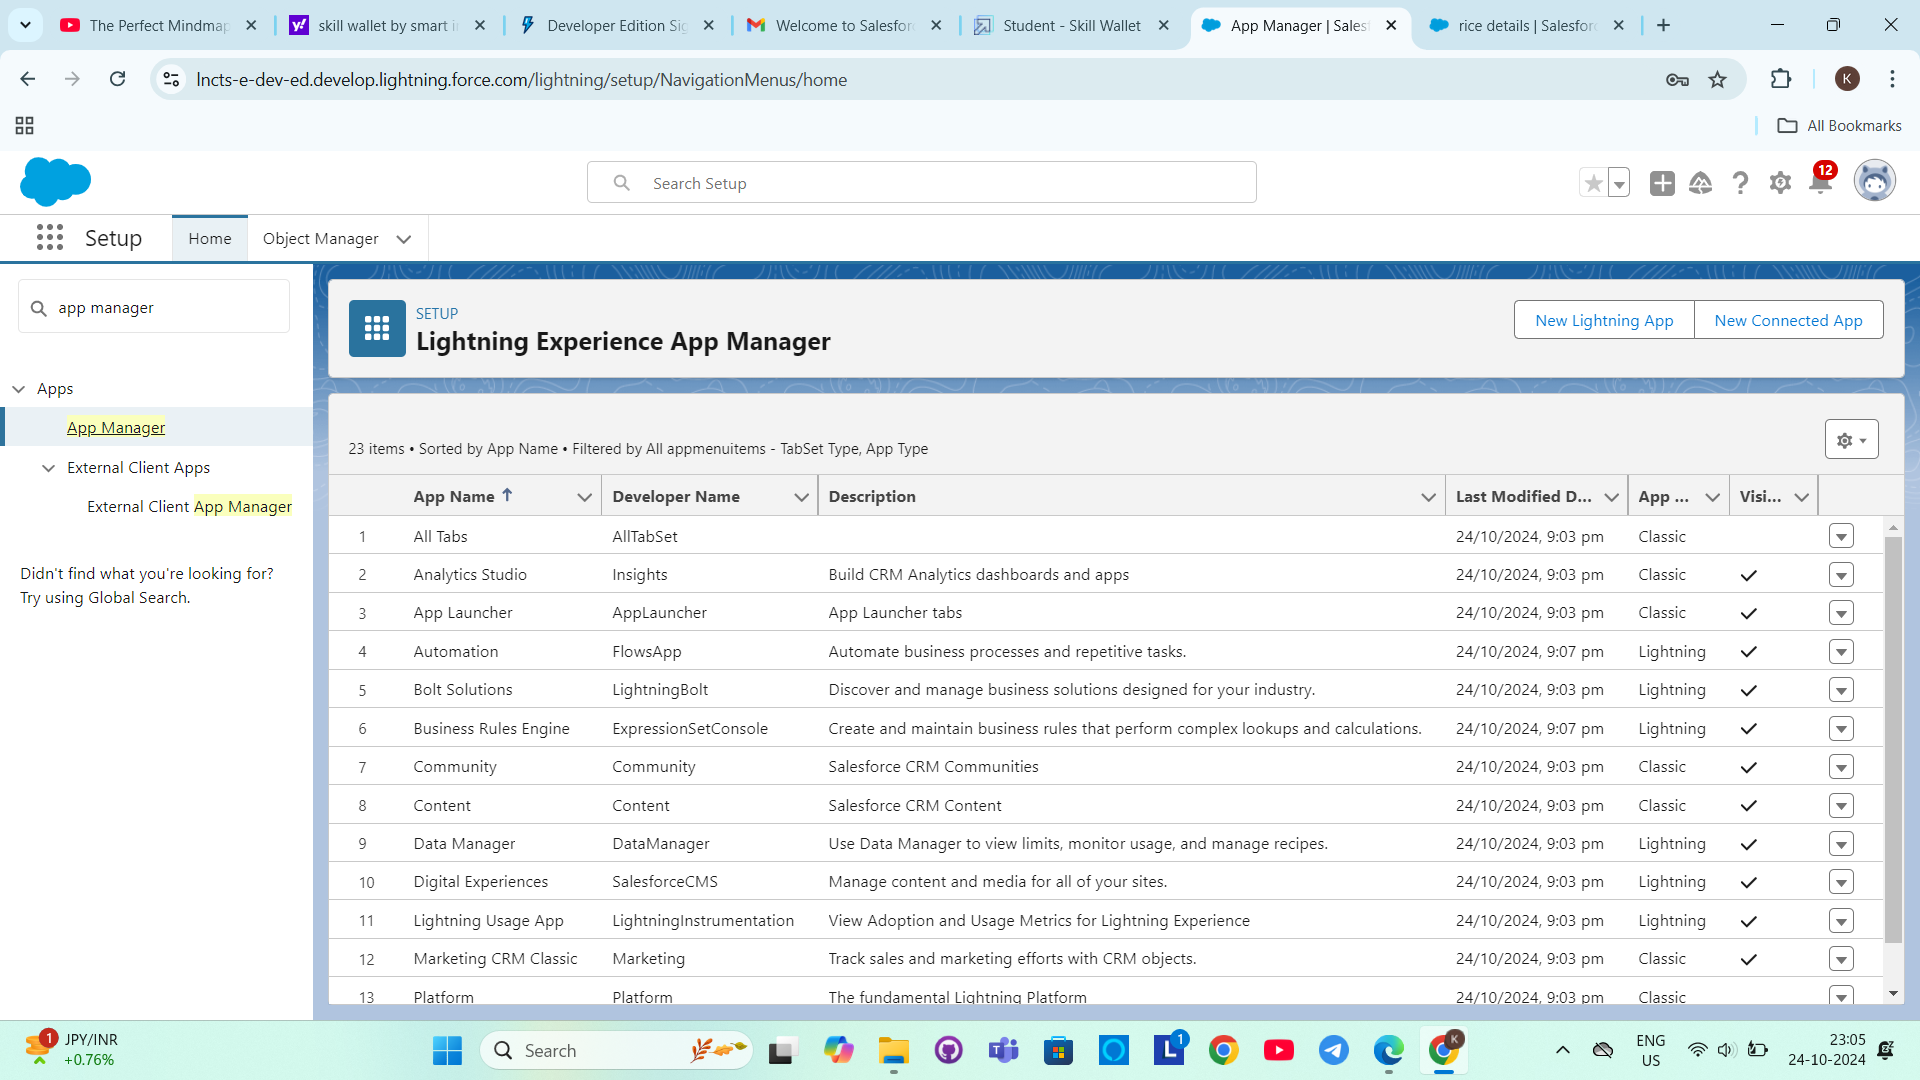 The Perfect Mindmap
skill wallet by smart in
Developer Edition Sig
Welcome to Salesforc
Student - Skill Wallet
App Manager | Salesf
rice details | Salesforc
lncts-e-dev-ed.develop.lightning.force.com/lightning/setup/NavigationMenus/home
K
All Bookmarks
Search Setup
12
Setup
Home
Object Manager
app manager
Apps
App Manager
External Client Apps
External Client App Manager
Didn't find what you're looking for?
Try using Global Search.
SETUP
Lightning Experience App Manager
New Lightning App
New Connected App
23 items • Sorted by App Name • Filtered by All appmenuitems - TabSet Type, App Type
App Name Developer Name Description Last Modified D... App ... Visi...
1 All Tabs AllTabSet 24/10/2024, 9:03 pm Classic
2 Analytics Studio Insights Build CRM Analytics dashboards and apps 24/10/2024, 9:03 pm Classic
3 App Launcher AppLauncher App Launcher tabs 24/10/2024, 9:03 pm Classic
4 Automation FlowsApp Automate business processes and repetitive tasks. 24/10/2024, 9:07 pm Lightning
5 Bolt Solutions LightningBolt Discover and manage business solutions designed for your industry. 24/10/2024, 9:03 pm Lightning
6 Business Rules Engine ExpressionSetConsole Create and maintain business rules that perform complex lookups and calculations. 24/10/2024, 9:07 pm Lightning
7 Community Community Salesforce CRM Communities 24/10/2024, 9:03 pm Classic
8 Content Content Salesforce CRM Content 24/10/2024, 9:03 pm Classic
9 Data Manager DataManager Use Data Manager to view limits, monitor usage, and manage recipes. 24/10/2024, 9:03 pm Lightning
10 Digital Experiences SalesforceCMS Manage content and media for all of your sites. 24/10/2024, 9:03 pm Lightning
11 Lightning Usage App LightningInstrumentation View Adoption and Usage Metrics for Lightning Experience 24/10/2024, 9:03 pm Lightning
12 Marketing CRM Classic Marketing Track sales and marketing efforts with CRM objects. 24/10/2024, 9:03 pm Classic
13 Platform Platform The fundamental Lightning Platform 24/10/2024, 9:03 pm Classic
1
JPY/INR
+0.76%
Search
L
1
K
ENG
US
23:05
24-10-2024